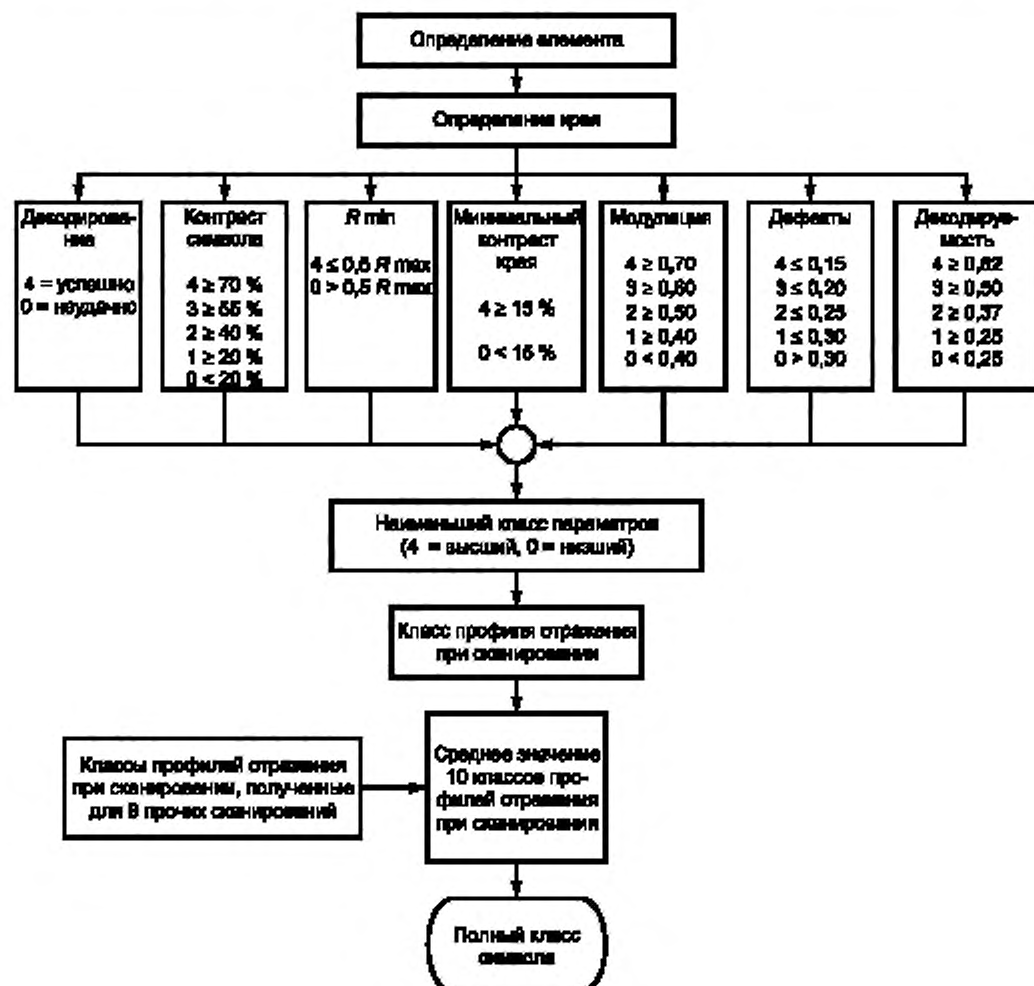 Определение элемента
Определение края
Декодирова-
ние
4 = успешно
0 = неудачно
Контраст
символа
4 ≥ 70 %
3 ≥ 55 %
2 ≥ 40 %
1 ≥ 20 %
0 < 20 %
R min
4 ≤ 0,5 R max
0 > 0,5 R max
Минимальный
контраст
края
4 ≥ 15 %
0 < 15 %
Модуляция
4 ≥ 0,70
3 ≥ 0,60
2 ≥ 0,50
1 ≥ 0,40
0 < 0,40
Дефекты
4 ≤ 0,15
3 ≤ 0,20
2 ≤ 0,25
1 ≤ 0,30
0 > 0,30
Декодируе-
мость
4 ≥ 0,62
3 ≥ 0,50
2 ≥ 0,37
1 ≥ 0,25
0 < 0,25
Наименьший класс параметров
(4 = высший, 0 = низший)
Класс профиля отражения
при сканировании
Классы профилей отражения
при сканировании, полученные
для 9 прочих сканирований
Среднее значение
10 классов про-
филей отражения
при сканировании
Полный класс
символа